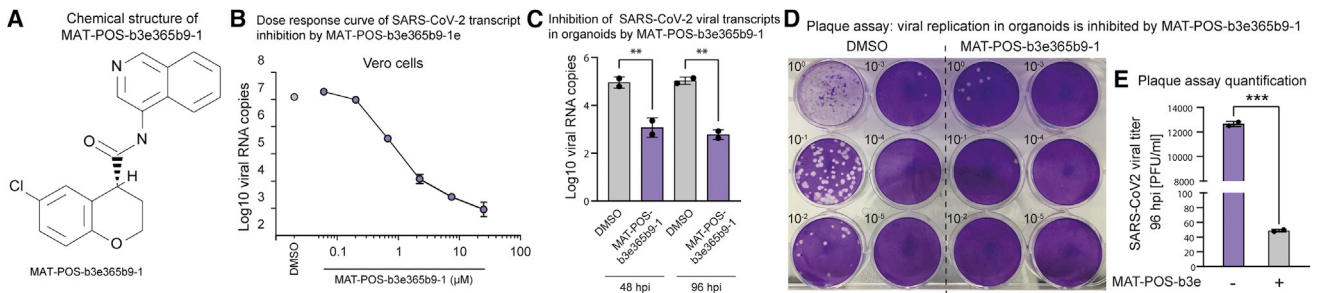 A
Chemical structure of
MAT-POS-b3e365b9-1
N
O
N
H
Cl
O
MAT-POS-b3e365b9-1
B
Dose response curve of SARS-CoV-2 transcript
inhibition by MAT-POS-b3e365b9-1e
Vero cells
Log10 viral RNA copies
8
7
6
5
4
3
2
DMSO
0.1
1
10
100
MAT-POS-b3e365b9-1 (µM)
C
Inhibition of SARS-CoV-2 viral transcripts
in organoids by MAT-POS-b3e365b9-1
Log10 viral RNA copies
6
4
2
0
**
**
DMSO
MAT-POS-
b3e365b9-1
DMSO
MAT-POS-
b3e365b9-1
48 hpi
96 hpi
D
Plaque assay: viral replication in organoids is inhibited by MAT-POS-b3e365b9-1
DMSO
MAT-POS-b3e365b9-1
10⁰
10⁻³
10⁰
10⁻³
10⁻¹
10⁻⁴
10⁻¹
10⁻⁴
10⁻²
10⁻⁵
10⁻²
10⁻⁵
E
Plaque assay quantification
***
SARS-CoV2 viral titer
96 hpi [PFU/ml]
14000
12000
10000
8000
100
80
60
40
20
0
MAT-POS-b3e
-
+